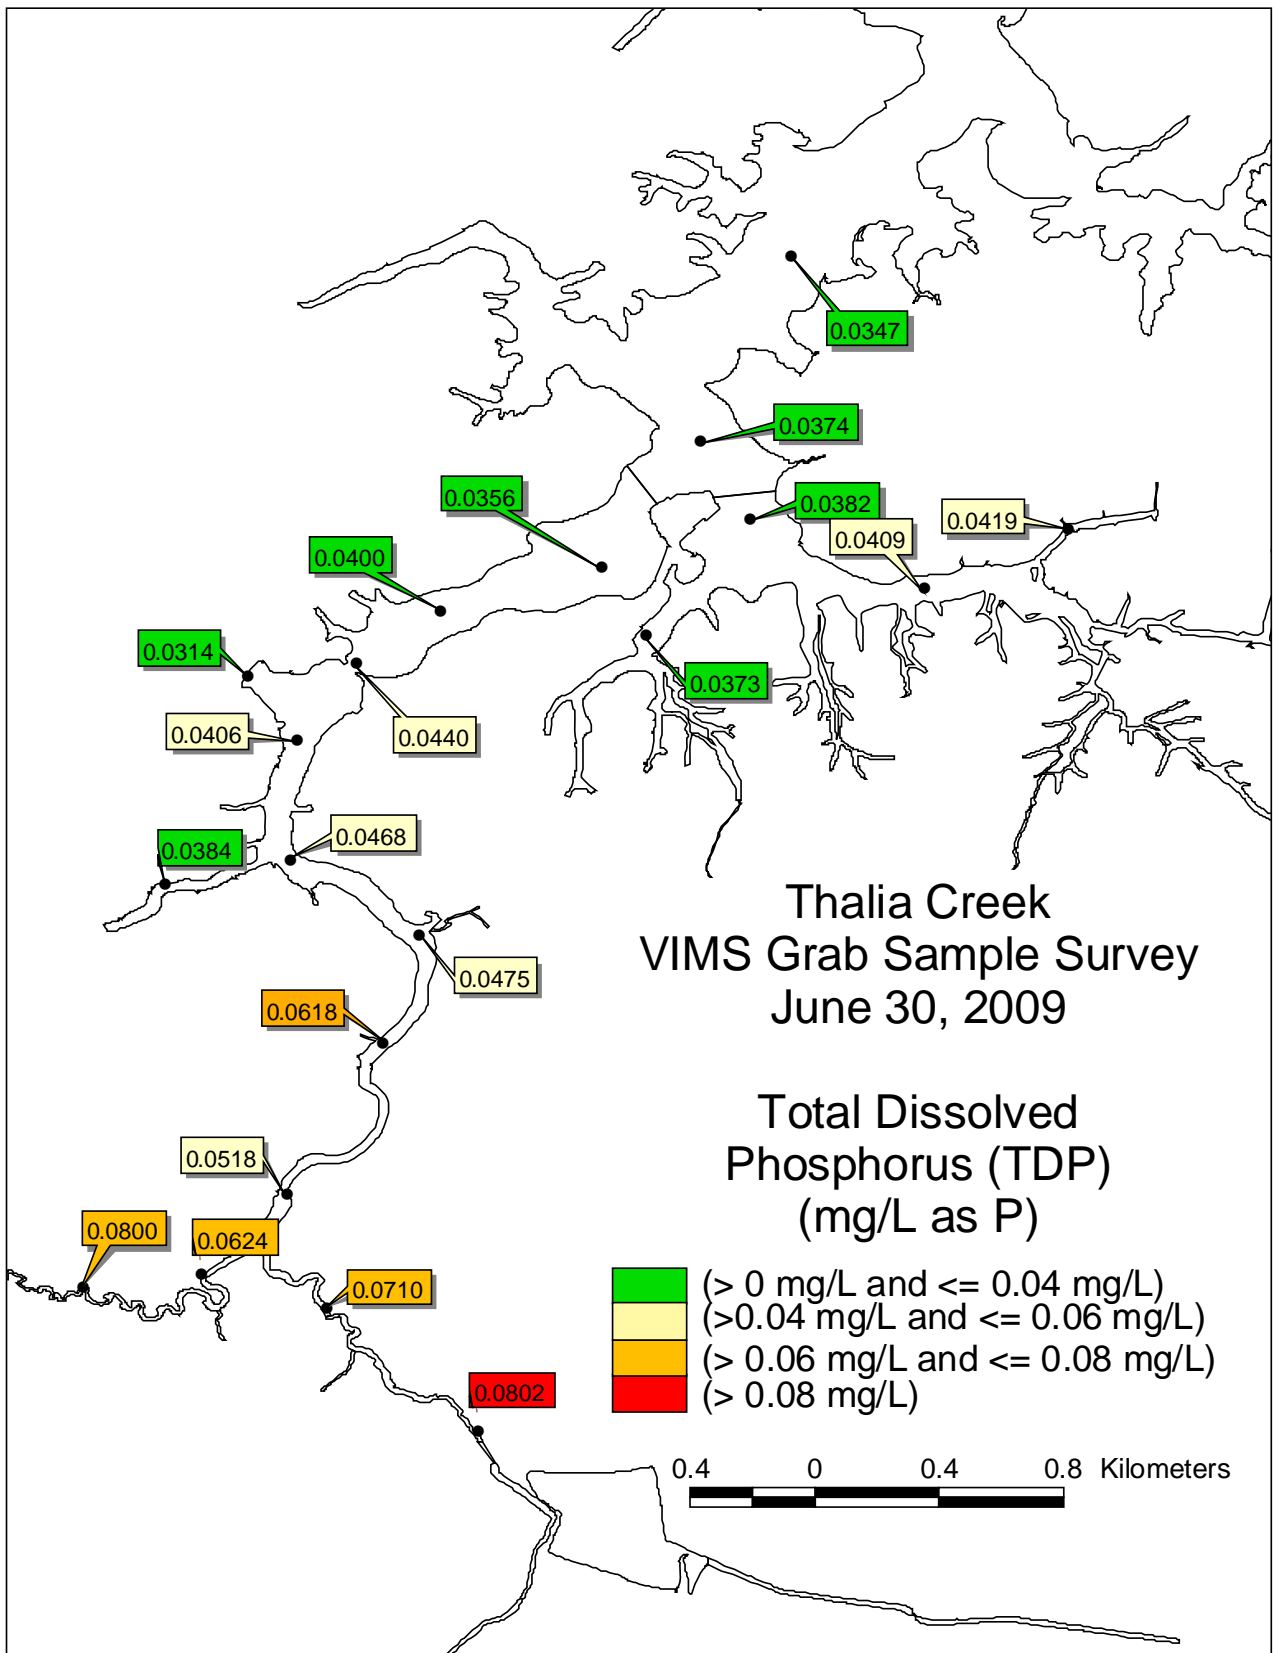 0.0347
0.0374
0.0356
0.0382
0.0419
0.0409
0.0400
0.0314
0.0373
0.0406
0.0440
0.0468
0.0384
Thalia Creek
VIMS Grab Sample Survey
June 30, 2009
0.0475
0.0618
Total Dissolved
Phosphorus (TDP)
(mg/L as P)
0.0518
0.0800
0.0624
0.0710
(> 0 mg/L and <= 0.04 mg/L)
(>0.04 mg/L and <= 0.06 mg/L)
(> 0.06 mg/L and <= 0.08 mg/L)
(> 0.08 mg/L)
0.0802
0.4 0 0.4 0.8 Kilometers